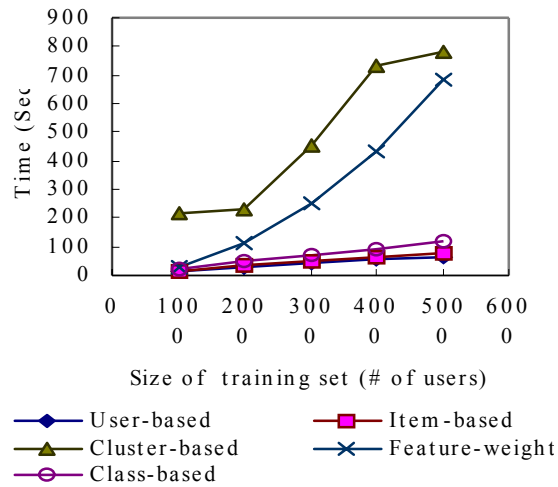 900
800
700
600
500
400
300
200
100
0
Time (Sec
0 100 200 300 400 500 600
0 0 0 0 0 0
Size of training set (# of users)
User-based Item-based
Cluster-based Feature-weight
Class-based